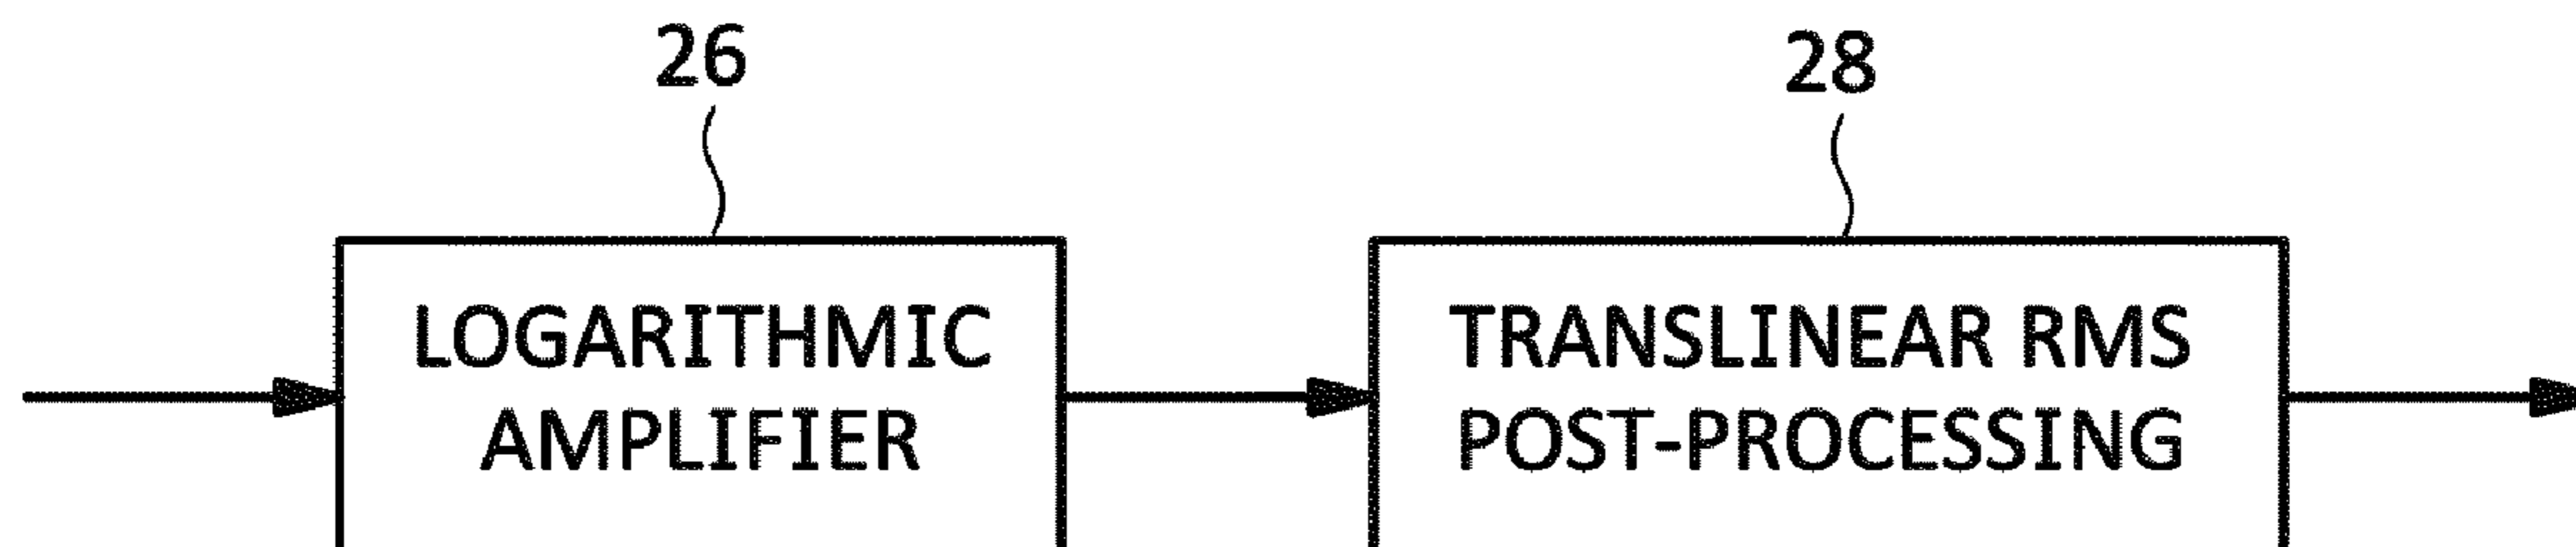 26
28
LOGARITHMIC
AMPLIFIER
TRANSLINEAR RMS
POST-PROCESSING